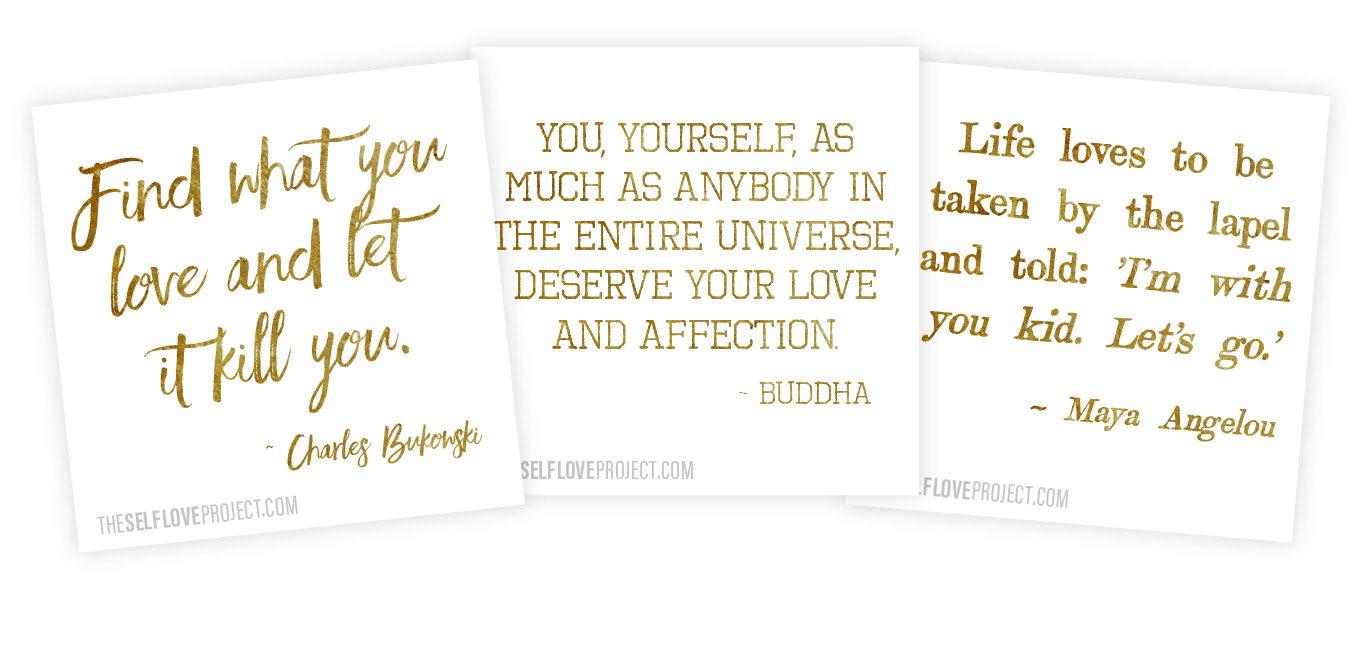 Find what you
love and let
it kill you.
~ Charles Bukowski
THESELFLOVEPROJECT.COM
YOU, YOURSELF, AS
MUCH AS ANYBODY IN
THE ENTIRE UNIVERSE,
DESERVE YOUR LOVE
AND AFFECTION.
~ BUDDHA
SELFLOVEPROJECT.COM
Life loves to be
taken by the lapel
and told: 'I'm with
you kid. Let's go.'
~ Maya Angelou
LFLOVEPROJECT.COM